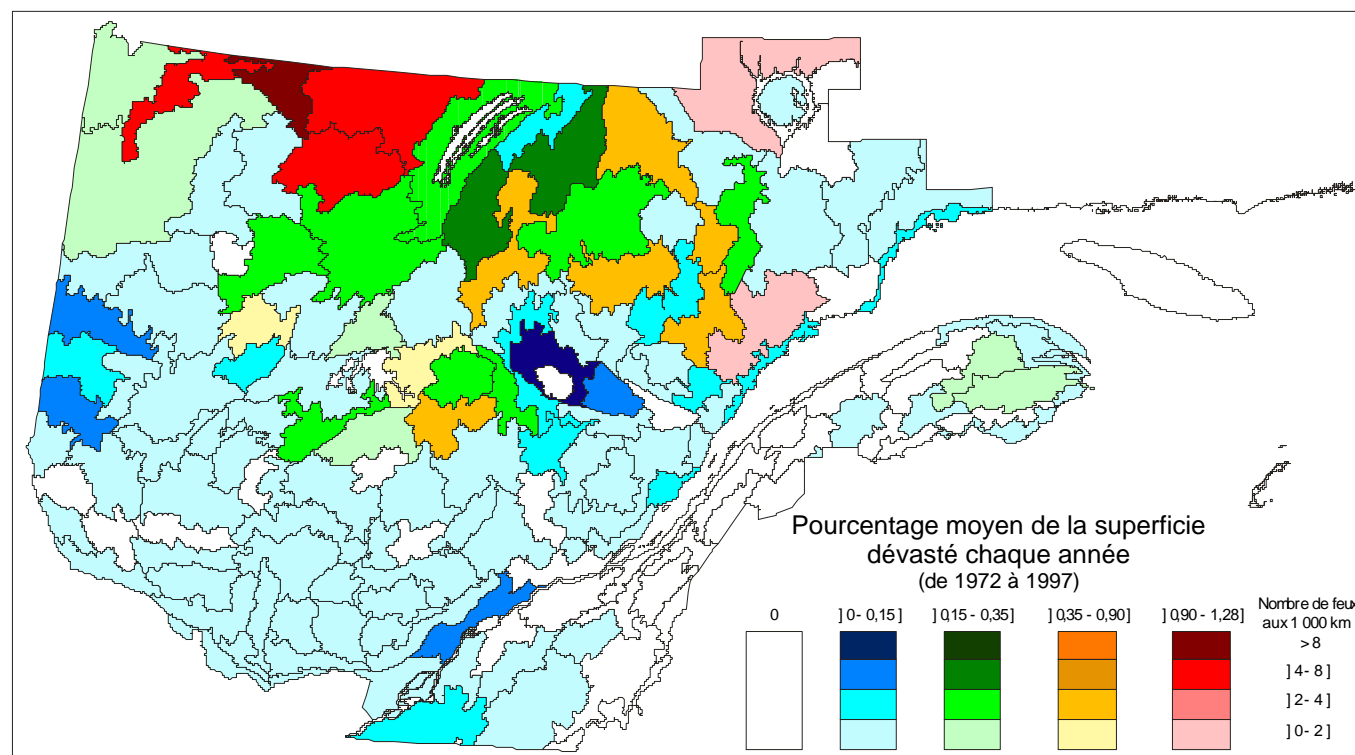 Pourcentage moyen de la superficie
dévasté chaque année
(de 1972 à 1997)
0 ]0- 0,15] ]0,15 - 0,35] ]0,35 - 0,90] ]0,90 - 1,28] Nombre de feux
aux 1 000 km
>8
]4- 8]
]2- 4]
]0- 2]